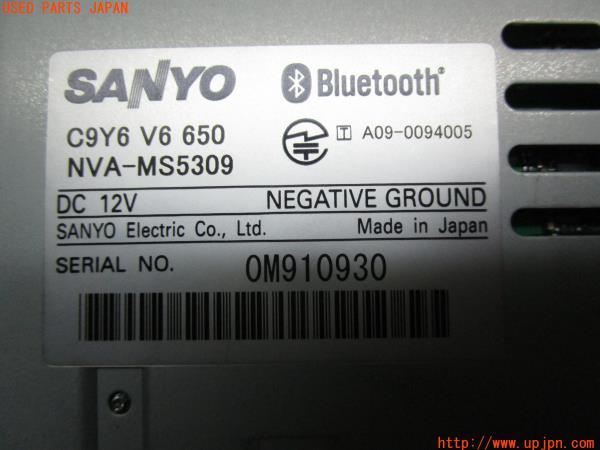 USED PARTS JAPAN
SANYO
Bluetooth®
C9Y6 V6 650
NVA-MS5309
T A09-0094005
DC 12V NEGATIVE GROUND
SANYO Electric Co., Ltd. Made in Japan
SERIAL NO. 0M910930
http://www.upjpn.com/